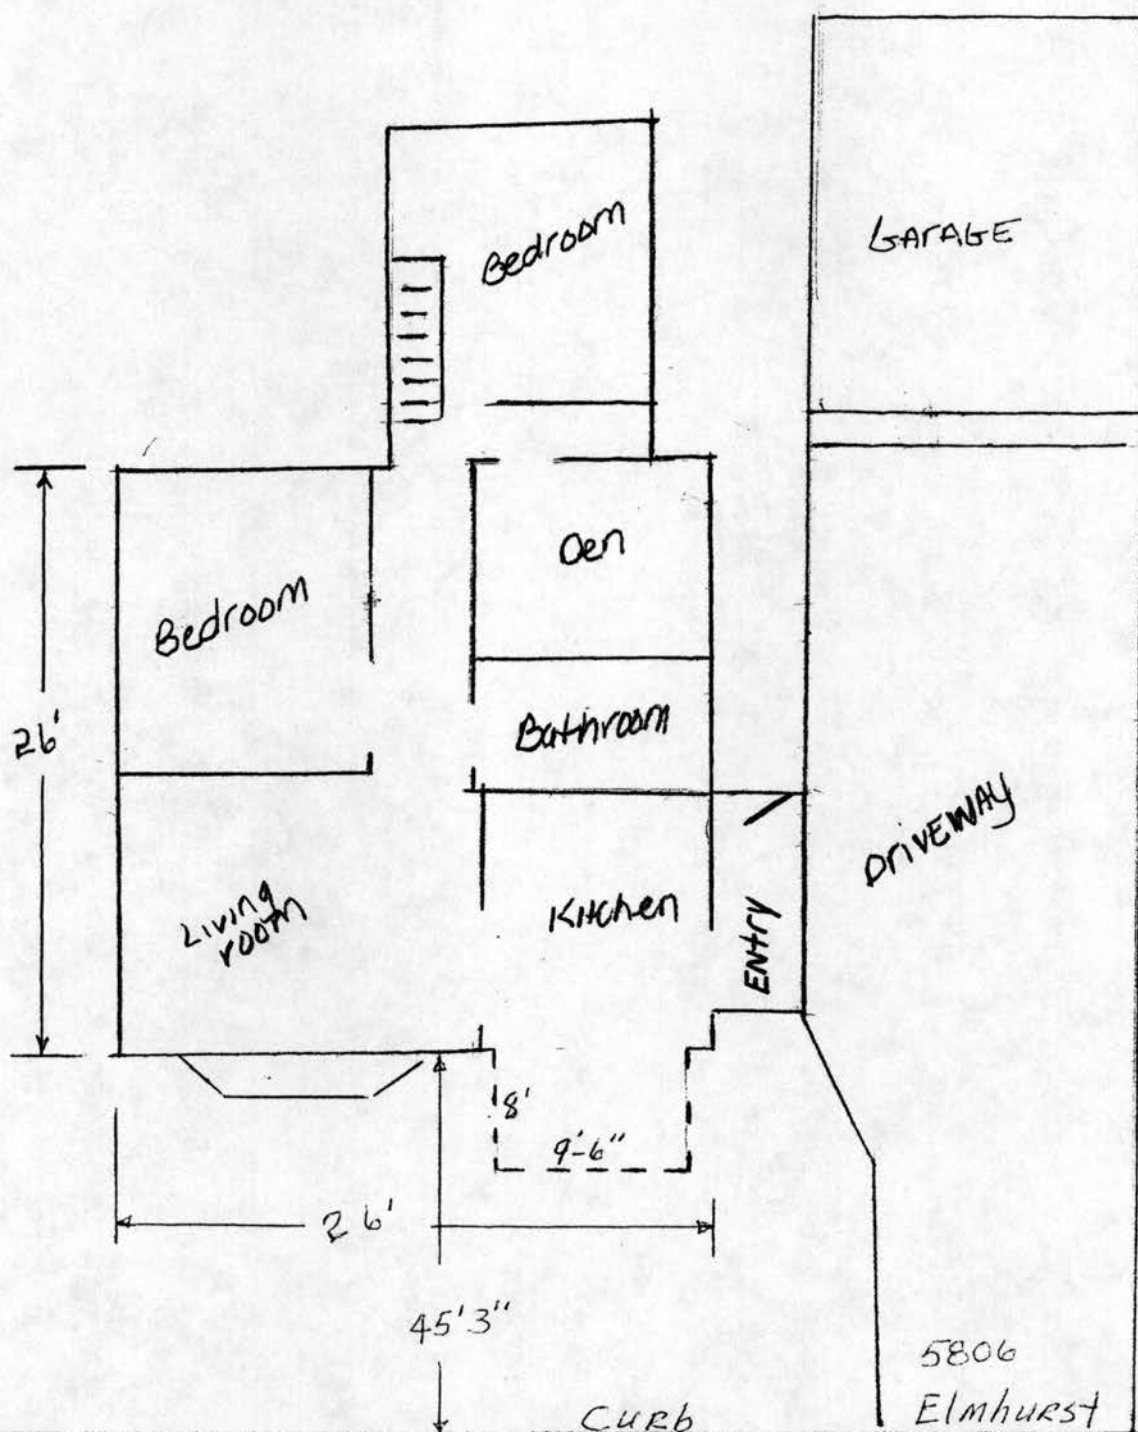 Bedroom
GARAGE
Den
Bedroom
Bathroom
26'
DRIVEWAY
Living
room
Kitchen
ENtry
8'
9'-6"
26'
45'3"
5806
Elmhurst
CURb